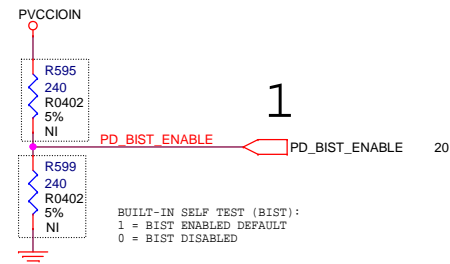 PVCCIOIN
R595
240
R0402
5%
NI
1
PD_BIST_ENABLE
PD_BIST_ENABLE 20
R599
240
R0402
5%
NI
BUILT-IN SELF TEST (BIST):
1 = BIST ENABLED DEFAULT
0 = BIST DISABLED